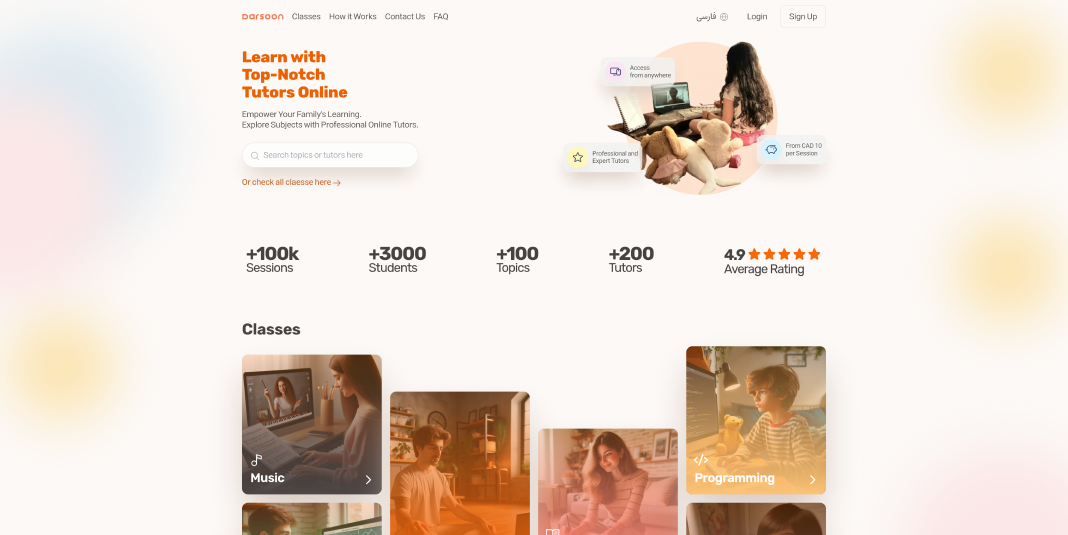 Darsoon
Classes
How it Works
Contact Us
FAQ
فارسی
Login
Sign Up
Learn with
Top-Notch
Tutors Online
Empower Your Family's Learning.
Explore Subjects with Professional Online Tutors.
Search topics or tutors here
Or check all claesse here →
Access
from anywhere
Professional and
Expert Tutors
From CAD 10
per Session
+100k
Sessions
+3000
Students
+100
Topics
+200
Tutors
4.9
Average Rating
Classes
Music
Programming